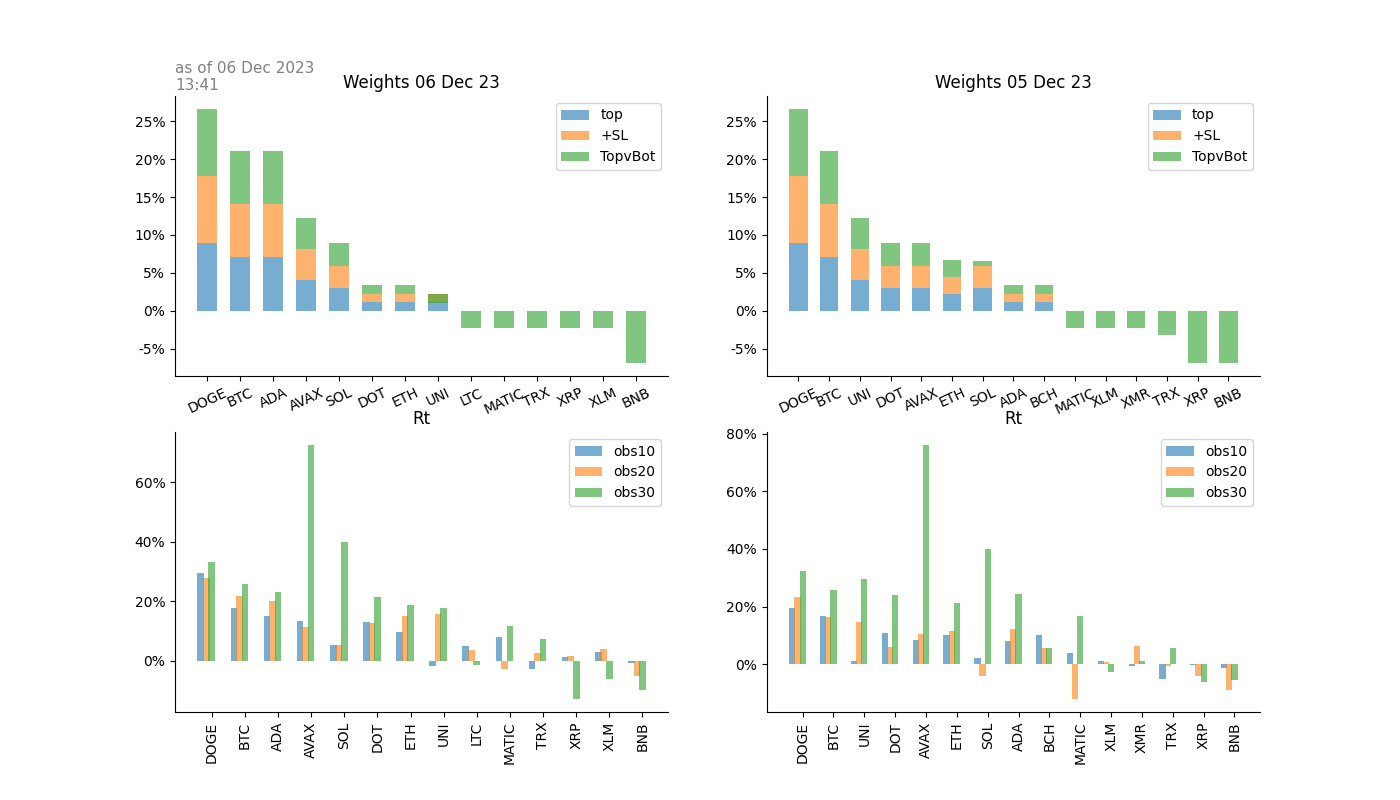 as of 06 Dec 2023
13:41
Weights 06 Dec 23
25%
20%
15%
10%
5%
0%
-5%
top
+SL
TopvBot
DOGE BTC ADA AVAX SOL DOT ETH UNI LTC MATIC TRX XRP XLM BNB
Weights 05 Dec 23
25%
20%
15%
10%
5%
0%
-5%
top
+SL
TopvBot
DOGE BTC UNI DOT AVAX ETH SOL ADA BCH MATIC XLM XMR TRX XRP BNB
Rt
60%
40%
20%
0%
obs10
obs20
obs30
DOGE BTC ADA AVAX SOL DOT ETH UNI LTC MATIC TRX XRP XLM BNB
Rt
80%
60%
40%
20%
0%
obs10
obs20
obs30
DOGE BTC UNI DOT AVAX ETH SOL ADA BCH MATIC XLM XMR TRX XRP BNB